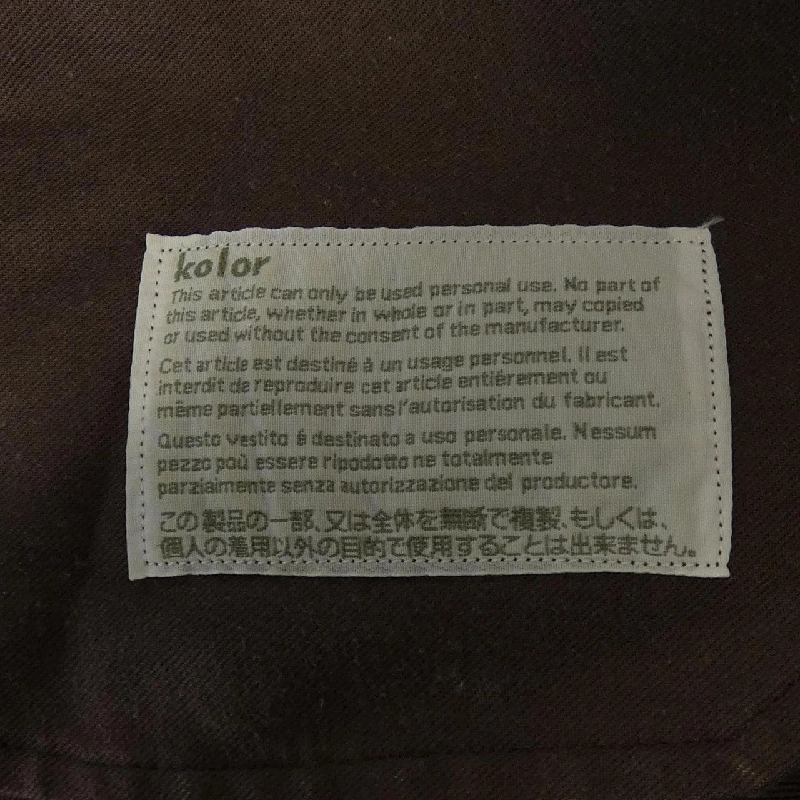 kolor
This article can only be used personal use. No part of
this article, whether in whole or in part, may copied
or used without the consent of the manufacturer.
Cet article est destiné à un usage personnel. Il est
interdit de reproduire cet article entièrement ou
même partiellement sans l'autorisation du fabricant.
Questo vestito é destinato a uso personale. Nessum
pezzo poù essere ripodotto ne totalmente
parzialmente senza autorizzazione del productore.
この製品の一部、又は全体を無断で複製、もしくは、
個人の着用以外の目的で使用することは出来ません。